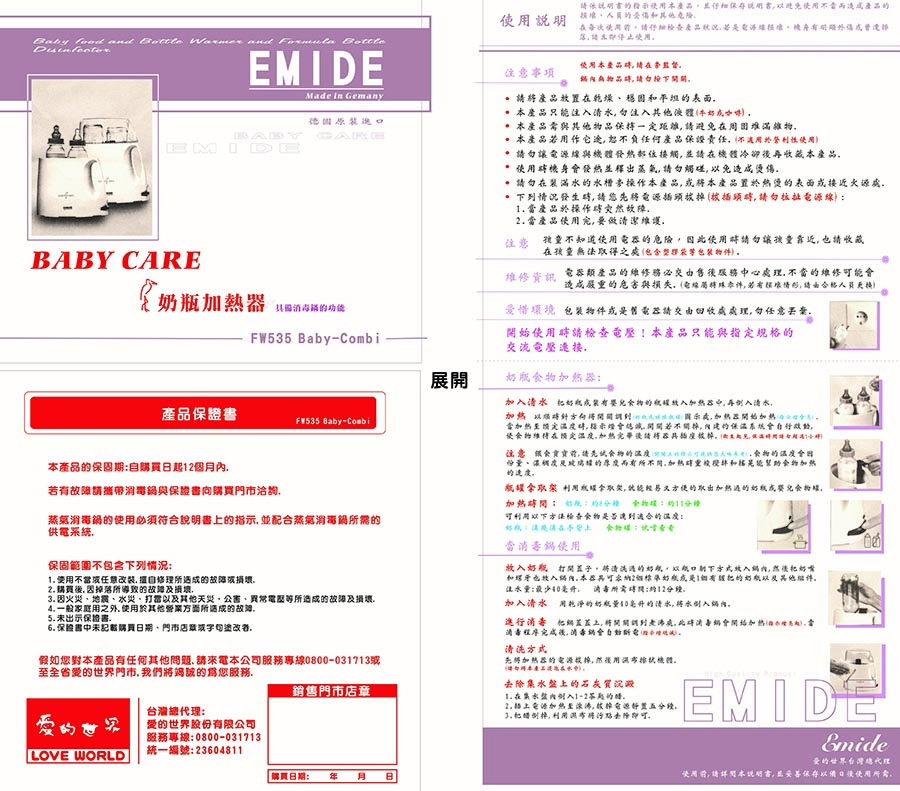 Baby food and Bottle Warmer and Formula Bottle
Disinfector
EMIDE
Made in Gemany
德國原裝進口
BABY CARE
EMIDE
BABY CARE
奶瓶加熱器 具備消毒鍋的功能
FW535 Baby-Combi
展開
產品保證書
FW535 Baby-Combi
本產品的保固期:自購買日起12個月內.
若有故障請攜帶消毒鍋與保證書向購買門市洽詢.
蒸氣消毒鍋的使用必須符合說明書上的指示.並配合蒸氣消毒鍋所需的
供電系統.
保固範圍不包含下列情況:
1.使用不當或任意改裝.擅自修理所造成的故障或損壞.
2.購買後.因掉落所導致的故障及損壞.
3.因火災、地震、水災、打雷以及其他天災、公害、異常電壓等所造成的故障及損壞.
4.一般家庭用之外.使用於其他營業方面所造成的故障.
5.未出示保證書.
6.保證書中未記載購買日期、門市店章或字句塗改者.
假如您對本產品有任何其他問題.請來電本公司服務專線0800-031713或
至全省愛的世界門市.我們將竭誠的為您服務.
愛的世界
LOVE WORLD
台灣總代理:
愛的世界股份有限公司
服務專線:0800-031713
統一編號:23604811
銷售門市店章
購買日期: 年 月 日
使用說明
請依說明書的指示使用本產品，並仔細保存說明書,以避免使用不當而造成產品的
損壞、人員的受傷和其他危險.
在每次使用前，請仔細檢查產品狀況.若是電源線損壞、機身有明顯外傷或曾遭掉
落,請立即停止使用.
注意事項
使用本產品時,請在旁監督.
鍋內無物品時,請勿按下開關.
• 請將產品放置在乾燥、穩固和平坦的表面.
• 本產品只能注入清水,勿注入其他液體(牛奶或咖啡).
• 本產品需與其他物品保持一定距離,請避免在周圍堆滿雜物.
• 本產品若用作它途,恕不負任何產品保證責任.(不適用於營利性使用)
• 請勿讓電源線與機體發熱部位接觸,並請在機體冷卻後再收藏本產品.
• 使用時機身會發熱並釋出蒸氣,請勿觸碰,以免造成燙傷.
• 請勿在裝滿水的水槽旁操作本產品,或將本產品置於熱燙的表面或接近火源處.
• 下列情況發生時,請您先將電源插頭拔掉(拔插頭時,請勿拉扯電源線):
1.當產品於操作時突然故障.
2.當產品使用完,要做清潔維護.
注意
孩童不知道使用電器的危險，因此使用時請勿讓孩童靠近,也請收藏
在孩童無法取得之處(包含塑膠袋等包裝物件).
維修資訊
電器類產品的維修務必交由售後服務中心處理.不當的維修可能會
造成嚴重的危害與損失.(電線屬特殊零件,若有損壞情形,請由合格人員更換)
愛惜環境 包裝物件或是舊電器請交由回收處處理,勿任意丟棄.
開始使用時請檢查電壓！本產品只能與指定規格的
交流電壓連接.
奶瓶食物加熱器:
加入清水 把奶瓶或裝有嬰兒食物的瓶罐放入加熱器中,再倒入清水.
加熱 以順時針方向將開關調到
圖示處,加熱器開始加熱(指示燈會亮).
當加熱至預定溫度時,指示燈會熄滅.開關若不關掉,內建的保溫系統會自行啟動,
使食物維持在預定溫度.加熱完畢後請將器具插座拔掉.
注意 餵食寶寶前,請先試食物的溫度
.食物的溫度會因
份量、濃稠度及玻璃罐的厚度而有所不同.加熱時重複攪拌和搖晃能幫助食物加熱
的速度.
瓶罐拿取架 利用瓶罐拿取架,就能輕易又方便的取出加熱過的奶瓶或嬰兒食物罐.
加熱時間： 奶瓶：約8分鐘 食物罐：約11分鐘
可利用以下方法檢查食物是否達到適合的溫度:
奶瓶：滴幾滴在手背上 食物罐：試嚐看看
當消毒鍋使用
放入奶瓶 打開蓋子，將清洗過的奶瓶，以瓶口朝下方式放入鍋內,然後把奶嘴
和螺牙也放入鍋內.本器具可容納2個標準奶瓶或是1個有握把的奶瓶以及其他組件.
注水量:最少40毫升. 消毒所需時間:約12分鐘.
加入清水 用乾淨的奶瓶量40毫升的清水,將水倒入鍋內.
進行消毒 把鍋蓋蓋上,將開關調到煮沸處,此時消毒鍋會開始加熱(指示燈亮起).當
消毒程序完成後,消毒鍋會自動斷電(指示燈熄滅).
清洗方式
先將加熱器的電源拔掉,然後用濕布擦拭機體.
(請勿將本產品浸泡在水中).
去除集水盤上的石灰質沉澱
1.在集水盤內倒入1-2茶匙的醋.
2.插上電源加熱至滾沸,拔掉電源靜置五分鐘.
3.把醋倒掉,利用濕布將污點去除即可.
High Quality Product
EMIDE
Emide
愛的世界台灣總代理
使用前,請詳閱本說明書,並妥善保存以備日後使用所需.